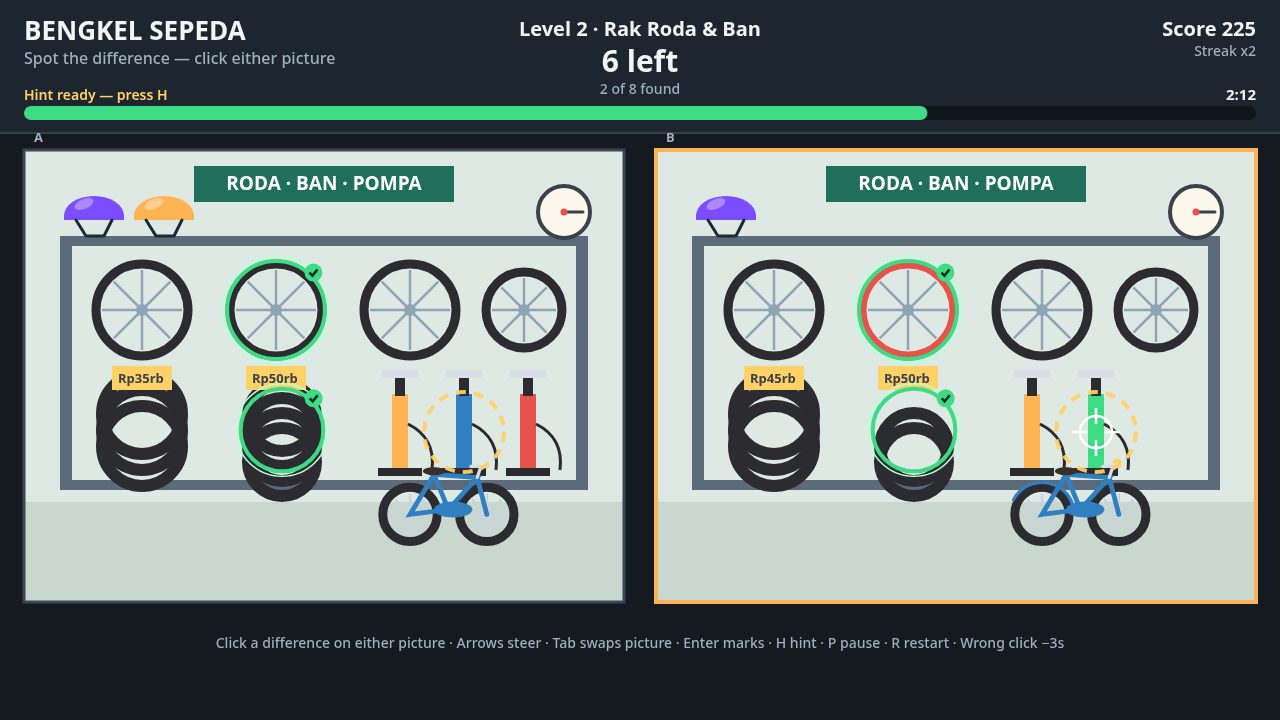 BENGKEL SEPEDA
Spot the difference — click either picture
Level 2 · Rak Roda & Ban
6 left
2 of 8 found
Score 225
Streak x2
Hint ready — press H
2:12
A
B
RODA · BAN · POMPA
Rp35rb
Rp50rb
RODA · BAN · POMPA
Rp45rb
Rp50rb
Click a difference on either picture · Arrows steer · Tab swaps picture · Enter marks · H hint · P pause · R restart · Wrong click −3s